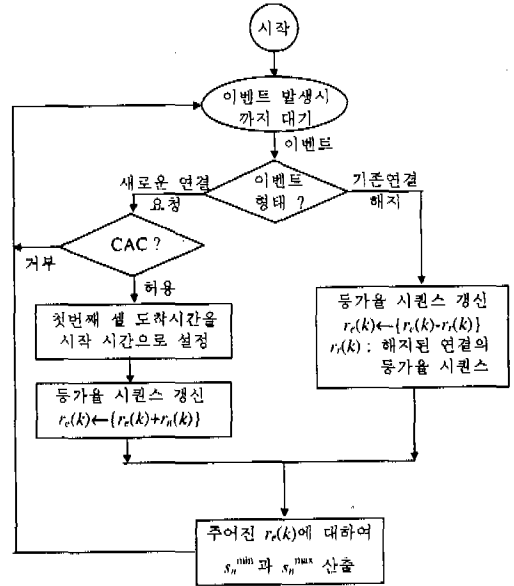 시작
이벤트 발생시
까지 대기
이벤트
새로운 연결
요청
이벤트
형태 ?
기존연결
해지
CAC ?
거부
허용
첫번째 셀 도착시간을
시작 시간으로 설정
등가율 시퀀스 갱신
r_e(k)←{r_e(k)+r_n(k)}
등가율 시퀀스 갱신
r_e(k)←{r_e(k)-r_t(k)}
r_t(k) : 해지된 연결의
등가율 시퀀스
주어진 r_e(k)에 대하여
s_n^min 과 s_n^max 산출